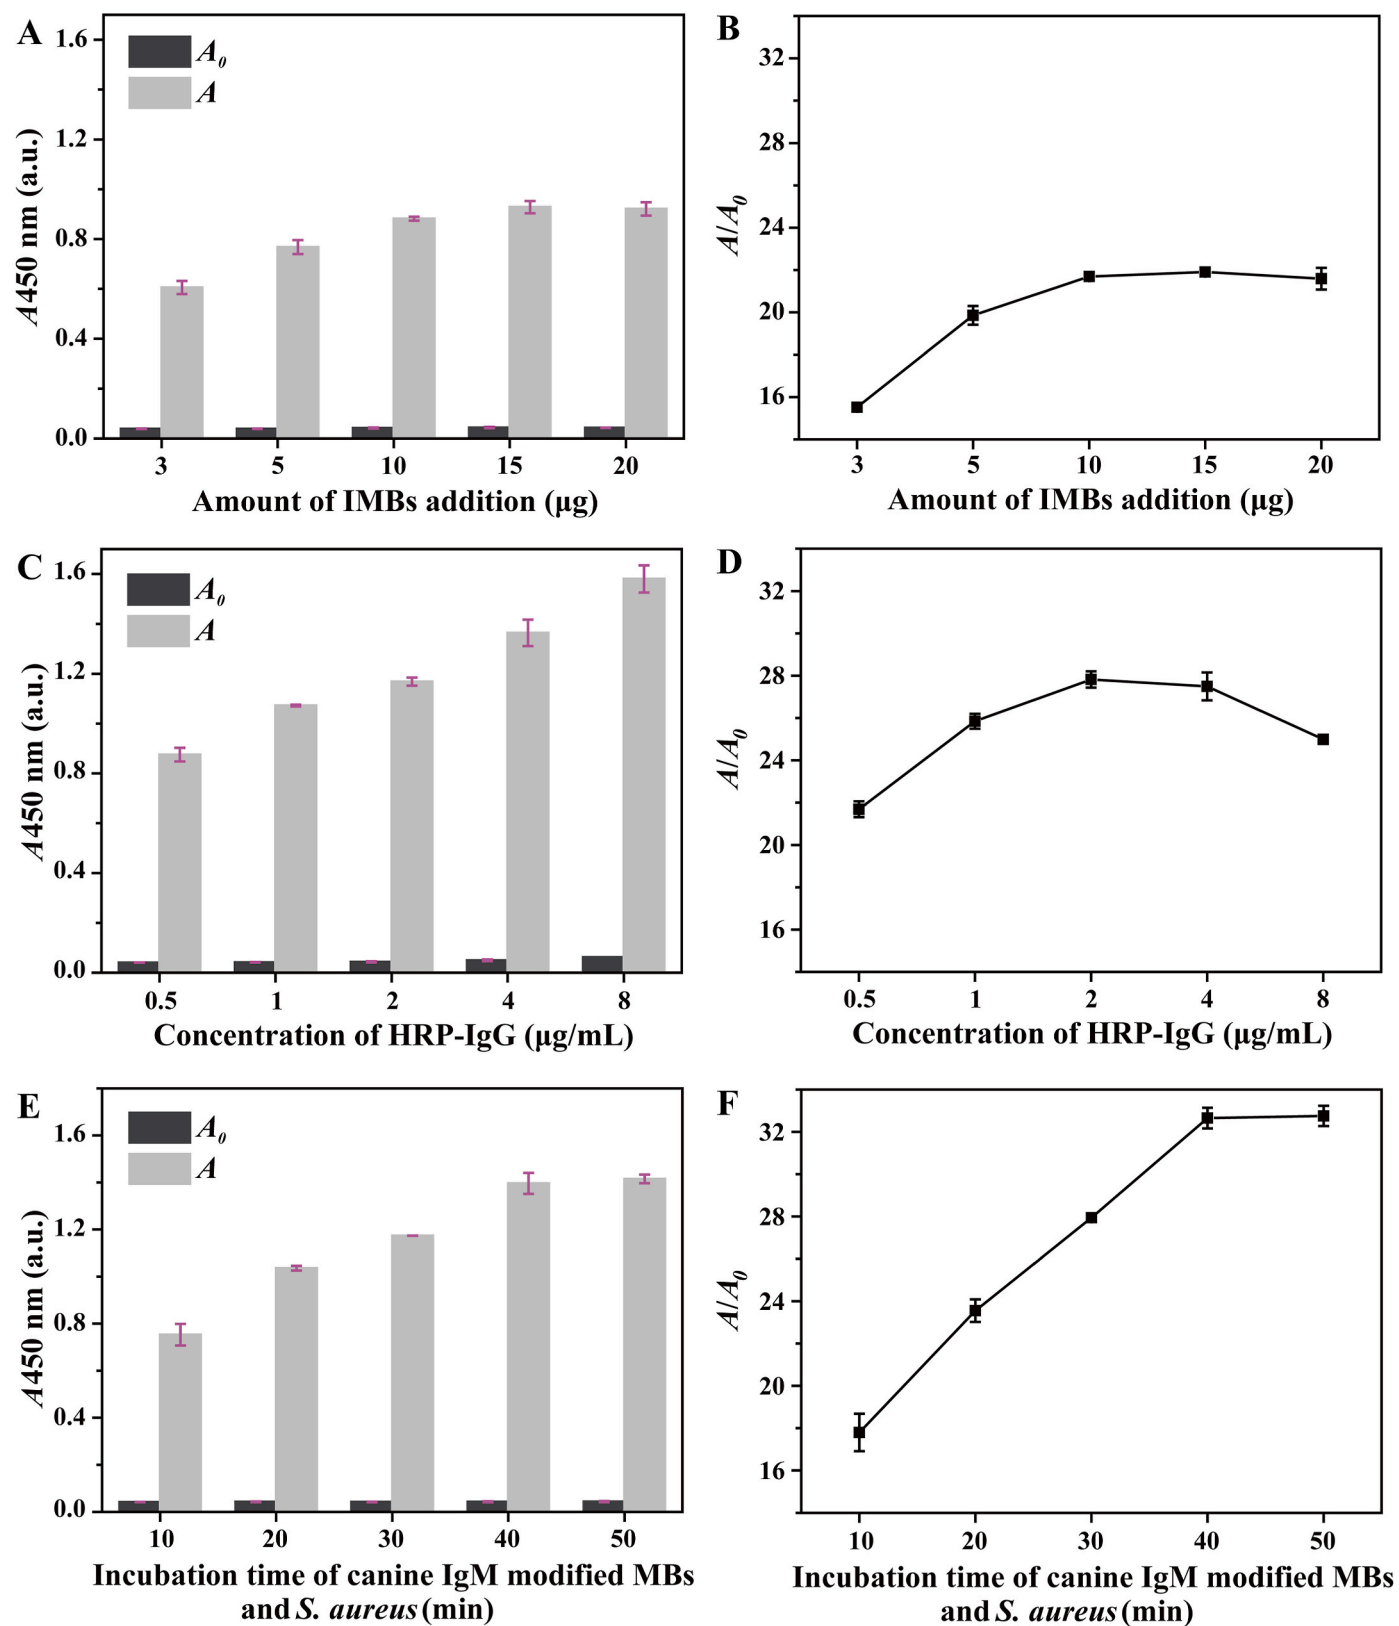 A
A0
A
A450 nm (a.u.)
1.6
1.2
0.8
0.4
0.0
3 5 10 15 20
Amount of IMBs addition (μg)
B
A/A0
32
28
24
20
16
3 5 10 15 20
Amount of IMBs addition (μg)
C
A0
A
A450 nm (a.u.)
1.6
1.2
0.8
0.4
0.0
0.5 1 2 4 8
Concentration of HRP-IgG (μg/mL)
D
A/A0
32
28
24
20
16
0.5 1 2 4 8
Concentration of HRP-IgG (μg/mL)
E
A0
A
A450 nm (a.u.)
1.6
1.2
0.8
0.4
0.0
10 20 30 40 50
Incubation time of canine IgM modified MBs
and S. aureus (min)
F
A/A0
32
28
24
20
16
10 20 30 40 50
Incubation time of canine IgM modified MBs
and S. aureus (min)